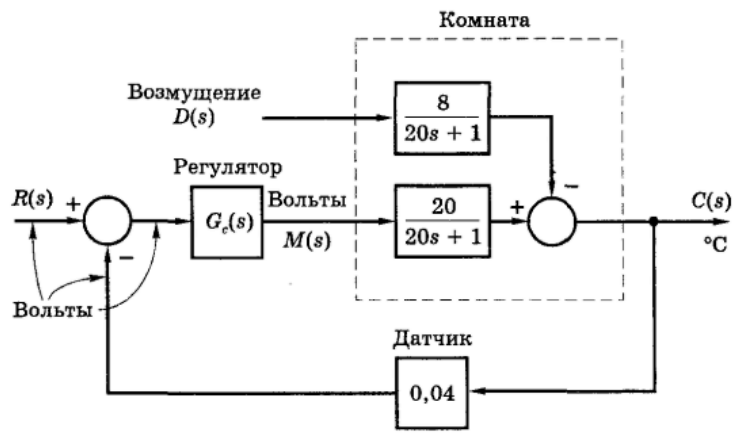 Комната
Возмущение
D(s)
8
20s + 1
−
Регулятор
R(s)
+
G_c(s)
Вольты
M(s)
20
20s + 1
+
C(s)
°C
−
Вольты
Датчик
0,04